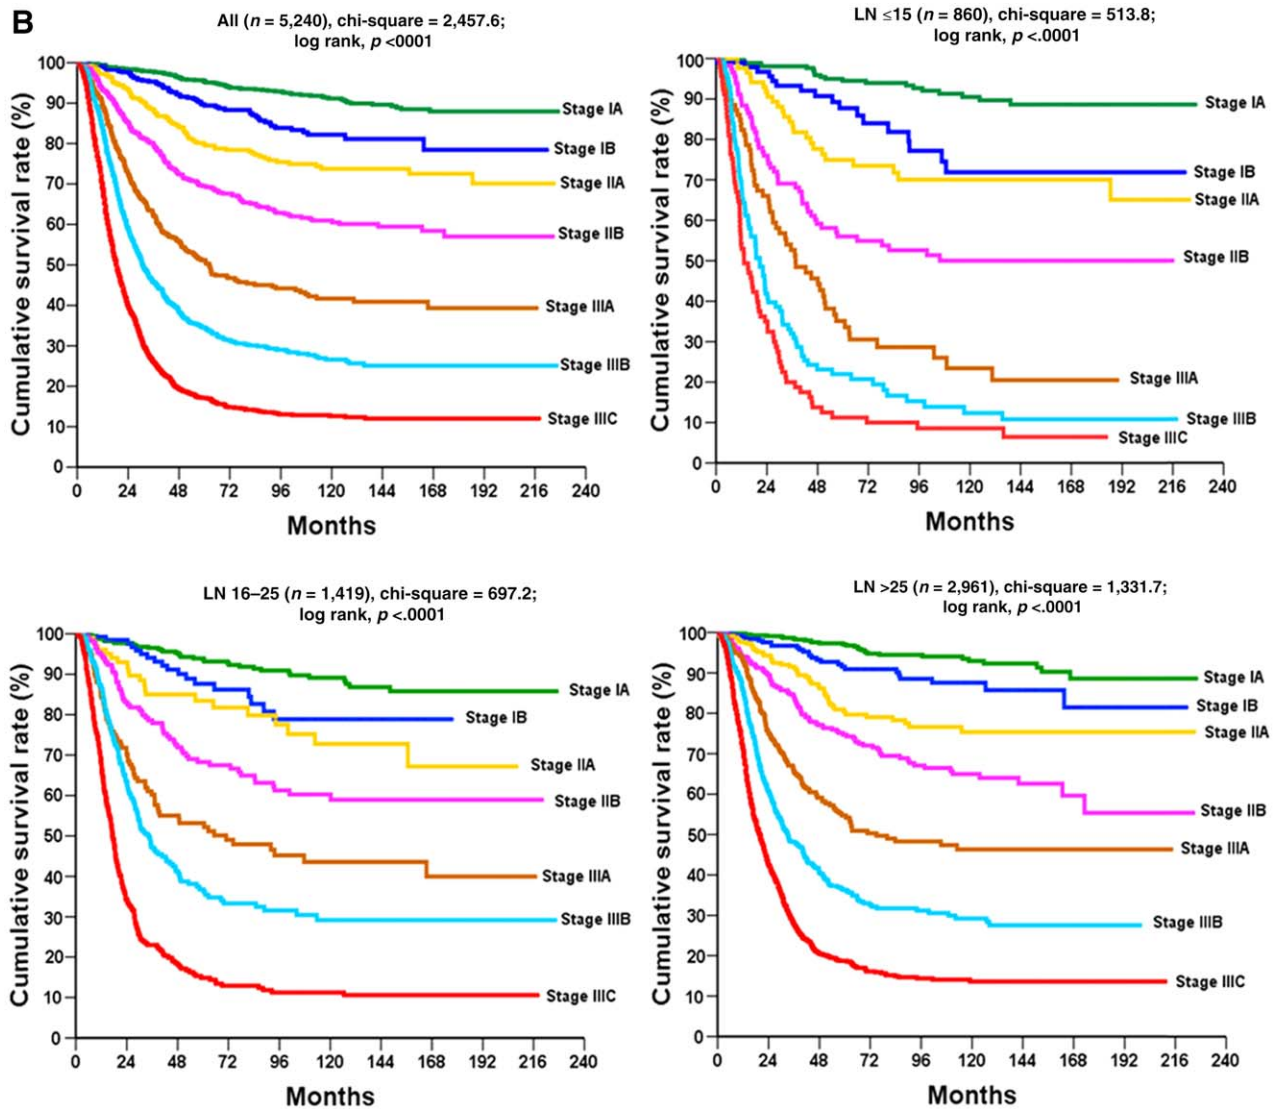 B
All (n = 5,240), chi-square = 2,457.6;
log rank, p <0001
Cumulative survival rate (%)
100
90
80
70
60
50
40
30
20
10
0
Stage IA
Stage IB
Stage IIA
Stage IIB
Stage IIIA
Stage IIIB
Stage IIIC
0 24 48 72 96 120 144 168 192 216 240
Months
LN ≤15 (n = 860), chi-square = 513.8;
log rank, p <.0001
Cumulative survival rate (%)
100
90
80
70
60
50
40
30
20
10
0
Stage IA
Stage IB
Stage IIA
Stage IIB
Stage IIIA
Stage IIIB
Stage IIIC
0 24 48 72 96 120 144 168 192 216 240
Months
LN 16–25 (n = 1,419), chi-square = 697.2;
log rank, p <.0001
Cumulative survival rate (%)
100
90
80
70
60
50
40
30
20
10
0
Stage IA
Stage IB
Stage IIA
Stage IIB
Stage IIIA
Stage IIIB
Stage IIIC
0 24 48 72 96 120 144 168 192 216 240
Months
LN >25 (n = 2,961), chi-square = 1,331.7;
log rank, p <.0001
Cumulative survival rate (%)
100
90
80
70
60
50
40
30
20
10
0
Stage IA
Stage IB
Stage IIA
Stage IIB
Stage IIIA
Stage IIIB
Stage IIIC
0 24 48 72 96 120 144 168 192 216 240
Months